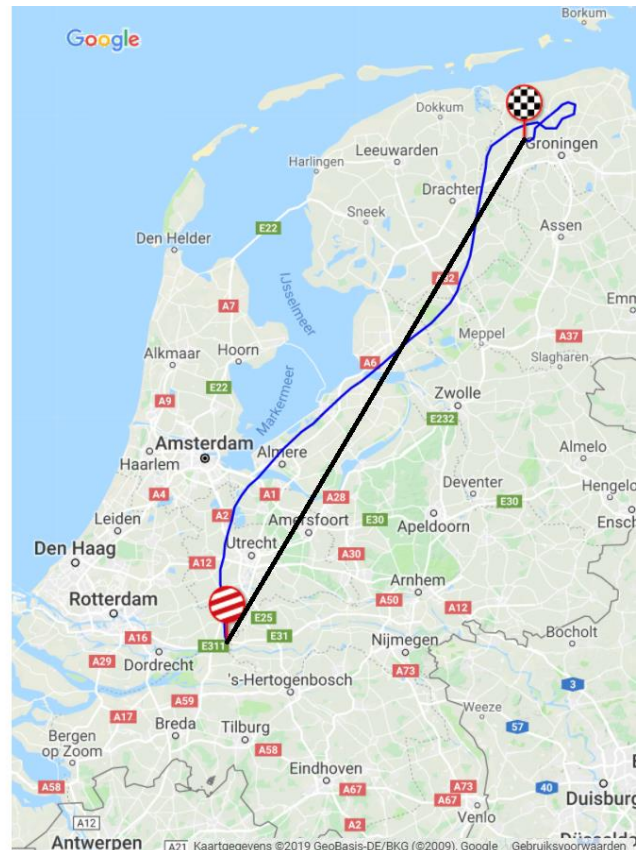 Google
Borkum
Dokkum
Leeuwarden
Groningen
Harlingen
Drachten
Sneek
Assen
E22
Den Helder
A7
IJsselmeer
Emm
Meppel
A37
Hoorn
Alkmaar
A6
Slagharen
E22
Markermeer
A9
Zwolle
E232
Amsterdam
Almere
Almelo
Haarlem
A4
A1
A28
Deventer
E30
Hengelo
A2
Leiden
Amersfoort
E30
Apeldoorn
Ensch
Den Haag
A12
Utrecht
A30
Arnhem
Rotterdam
E25
A50
A12
A16
E311
E31
Nijmegen
Bocholt
Dordrecht
A29
A73
's-Hertogenbosch
A59
3
A17
Breda
Tilburg
Weeze
57
Bergen
op Zoom
A58
Eindhoven
A58
A67
A73
A67
40
Duisburg
Venlo
A2
A12
Antwerpen
A21
Kaartgegevens ©2019 GeoBasis-DE/BKG (©2009), Google
Gebruiksvoorwaarden